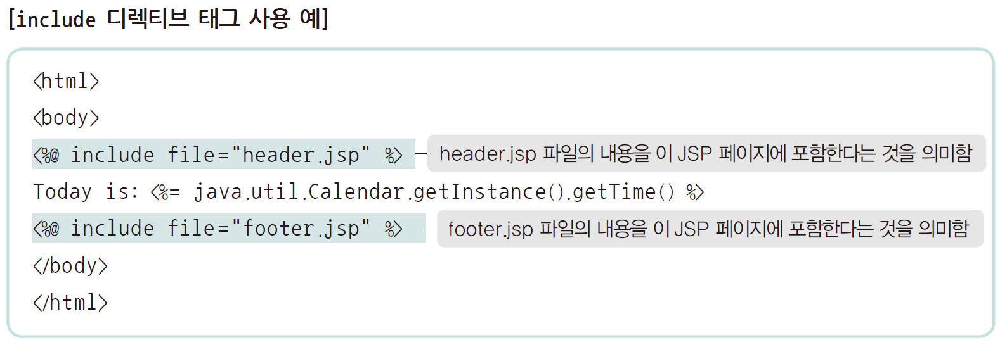 [include 디렉티브 태그 사용 예]
<html>
<body>
<%@ include file="header.jsp" %> header.jsp 파일의 내용을 이 JSP 페이지에 포함한다는 것을 의미함
Today is: <%= java.util.Calendar.getInstance().getTime() %>
<%@ include file="footer.jsp" %> footer.jsp 파일의 내용을 이 JSP 페이지에 포함한다는 것을 의미함
</body>
</html>